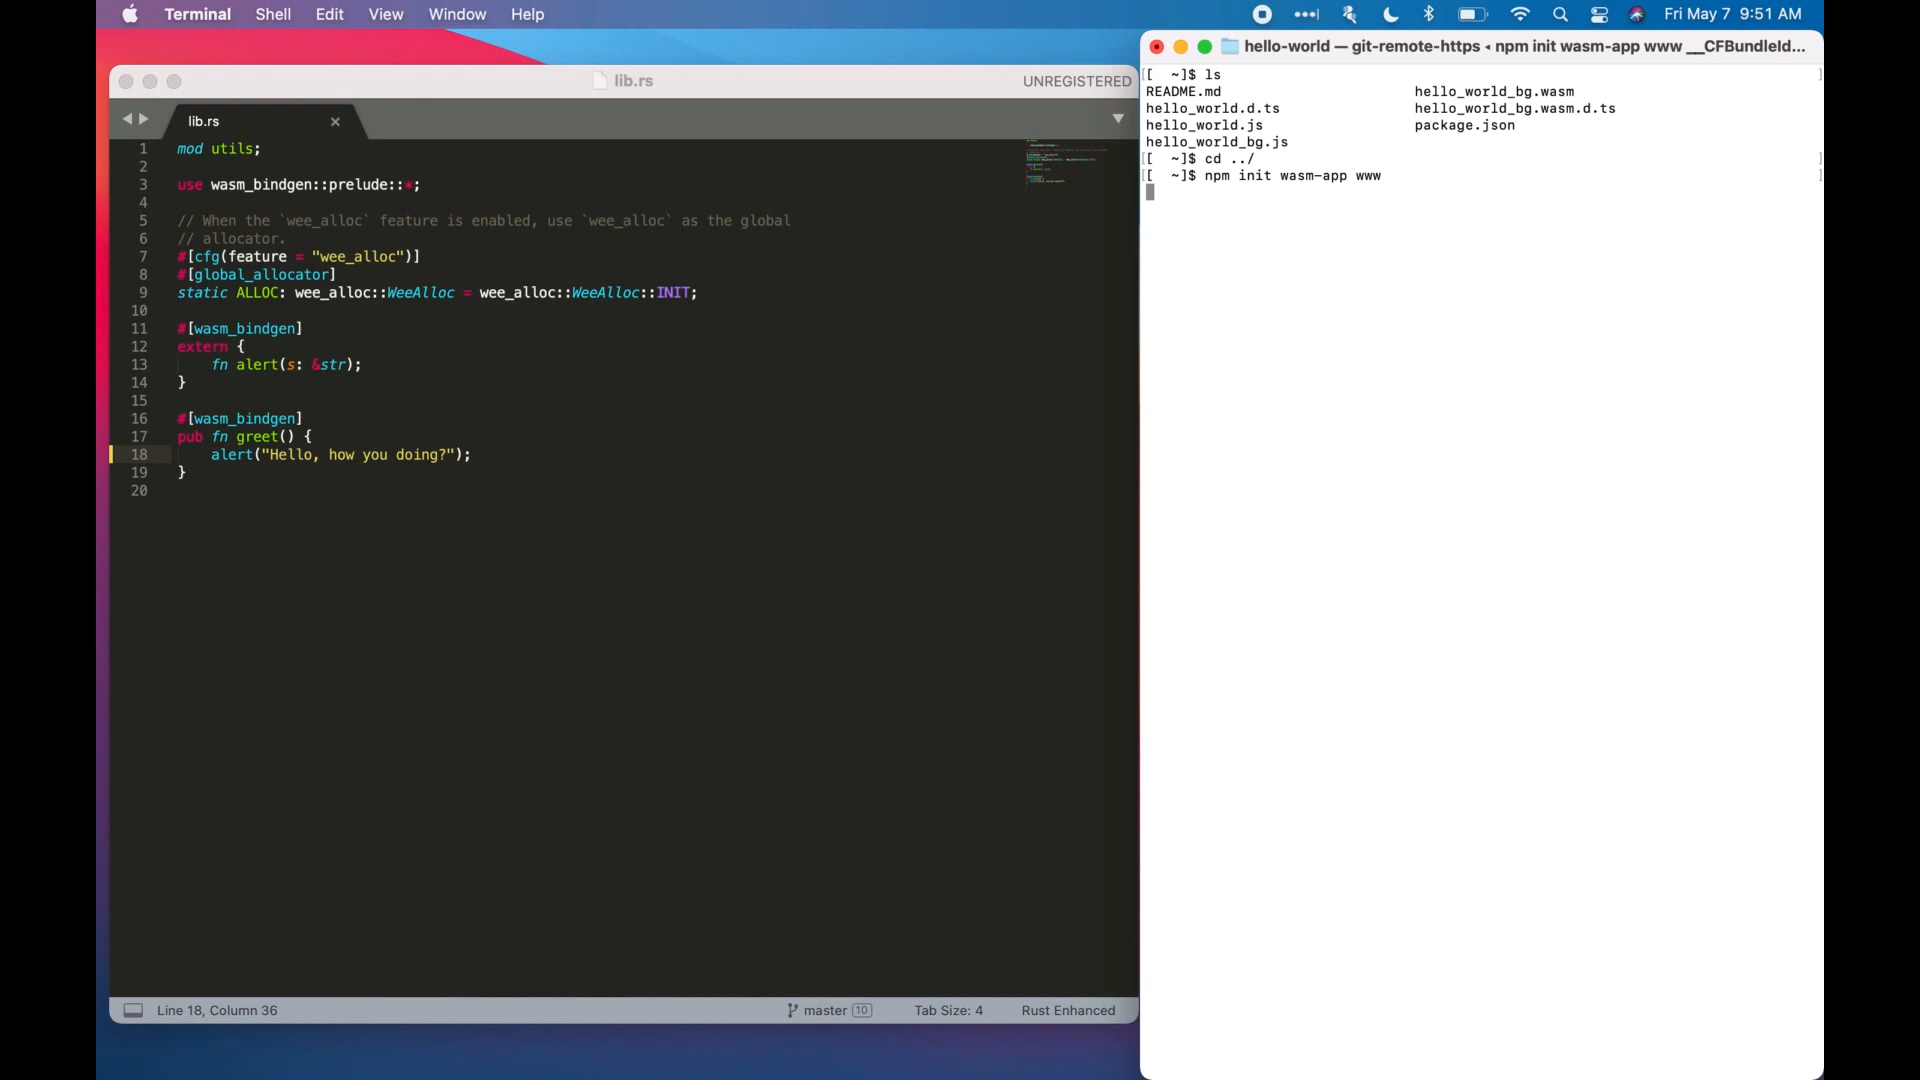 Terminal Shell Edit View Window Help Fri May 7 9:51 AM
lib.rs UNREGISTERED
lib.rs
1 mod utils;
2
3 use wasm_bindgen::prelude::*;
4
5 // When the `wee_alloc` feature is enabled, use `wee_alloc` as the global
6 // allocator.
7 #[cfg(feature = "wee_alloc")]
8 #[global_allocator]
9 static ALLOC: wee_alloc::WeeAlloc = wee_alloc::WeeAlloc::INIT;
10
11 #[wasm_bindgen]
12 extern {
13     fn alert(s: &str);
14 }
15
16 #[wasm_bindgen]
17 pub fn greet() {
18     alert("Hello, how you doing?");
19 }
20
Line 18, Column 36 master 10 Tab Size: 4 Rust Enhanced
hello-world — git-remote-https ◂ npm init wasm-app www __CFBundleId...
[[  ~]$ ls ]
README.md hello_world_bg.wasm
hello_world.d.ts hello_world_bg.wasm.d.ts
hello_world.js package.json
hello_world_bg.js
[[  ~]$ cd ../ ]
[[  ~]$ npm init wasm-app www ]